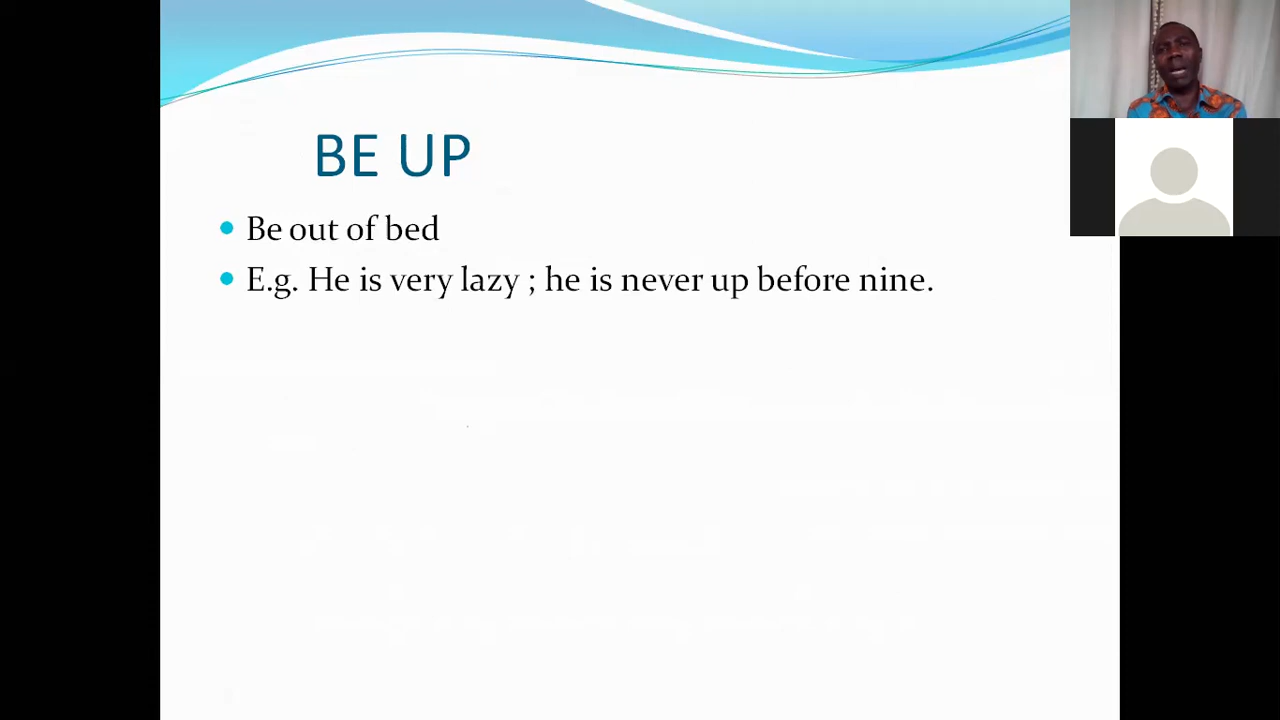 BE UP
Be out of bed
E.g. He is very lazy ; he is never up before nine.